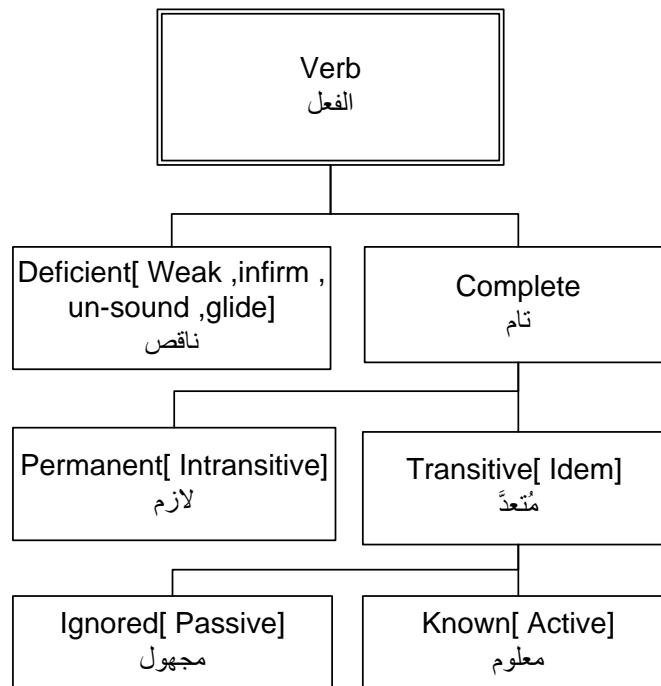 Verb
الفعل
Deficient[ Weak ,infirm ,
un-sound ,glide]
ناقص
Complete
تام
Permanent[ Intransitive]
لازم
Transitive[ Idem]
مُتعدَّ
Ignored[ Passive]
مجهول
Known[ Active]
معلوم